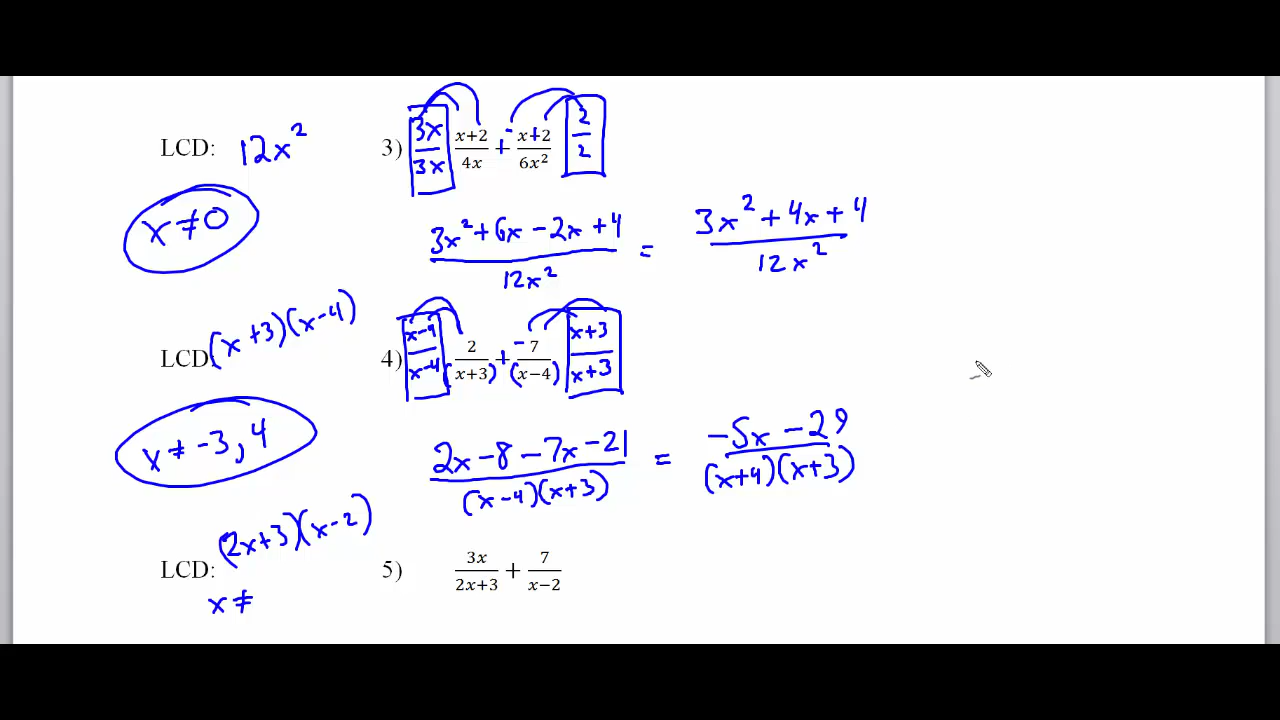 LCD: 12x² 3) 3x/3x (x+2)/4x + -(x+2)/6x² 2/2
x≠0
(3x²+6x-2x+4)/12x² = (3x²+4x+4)/12x²
LCD: (x+3)(x-4) 4) (x-4)/(x-4) 2/(x+3) + -7/(x-4) (x+3)/(x+3)
x≠-3,4
(2x-8-7x-21)/(x-4)(x+3) = (-5x-29)/(x+4)(x+3)
LCD: (2x+3)(x-2) 5) 3x/(2x+3) + 7/(x-2)
x≠